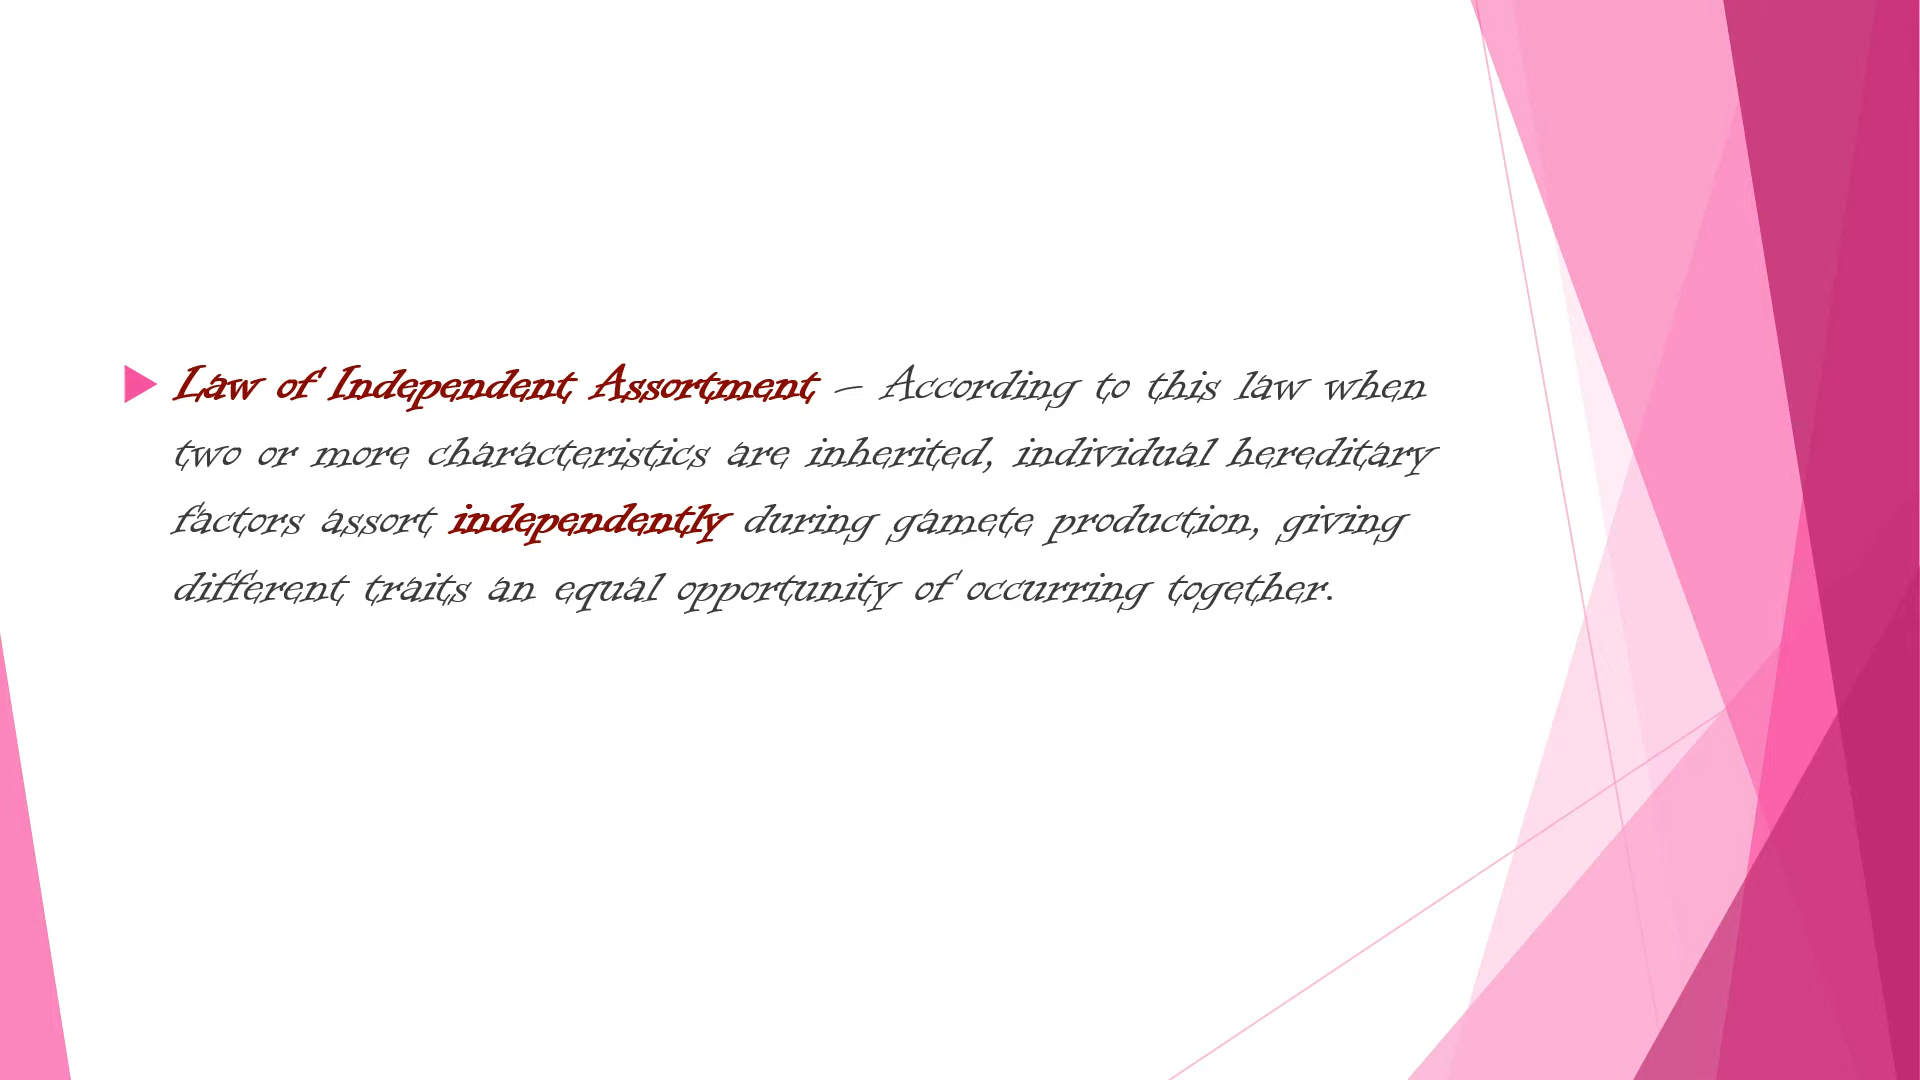 Law of Independent Assortment – According to this law when
two or more characteristics are inherited, individual hereditary
factors assort independently during gamete production, giving
different traits an equal opportunity of occurring together.